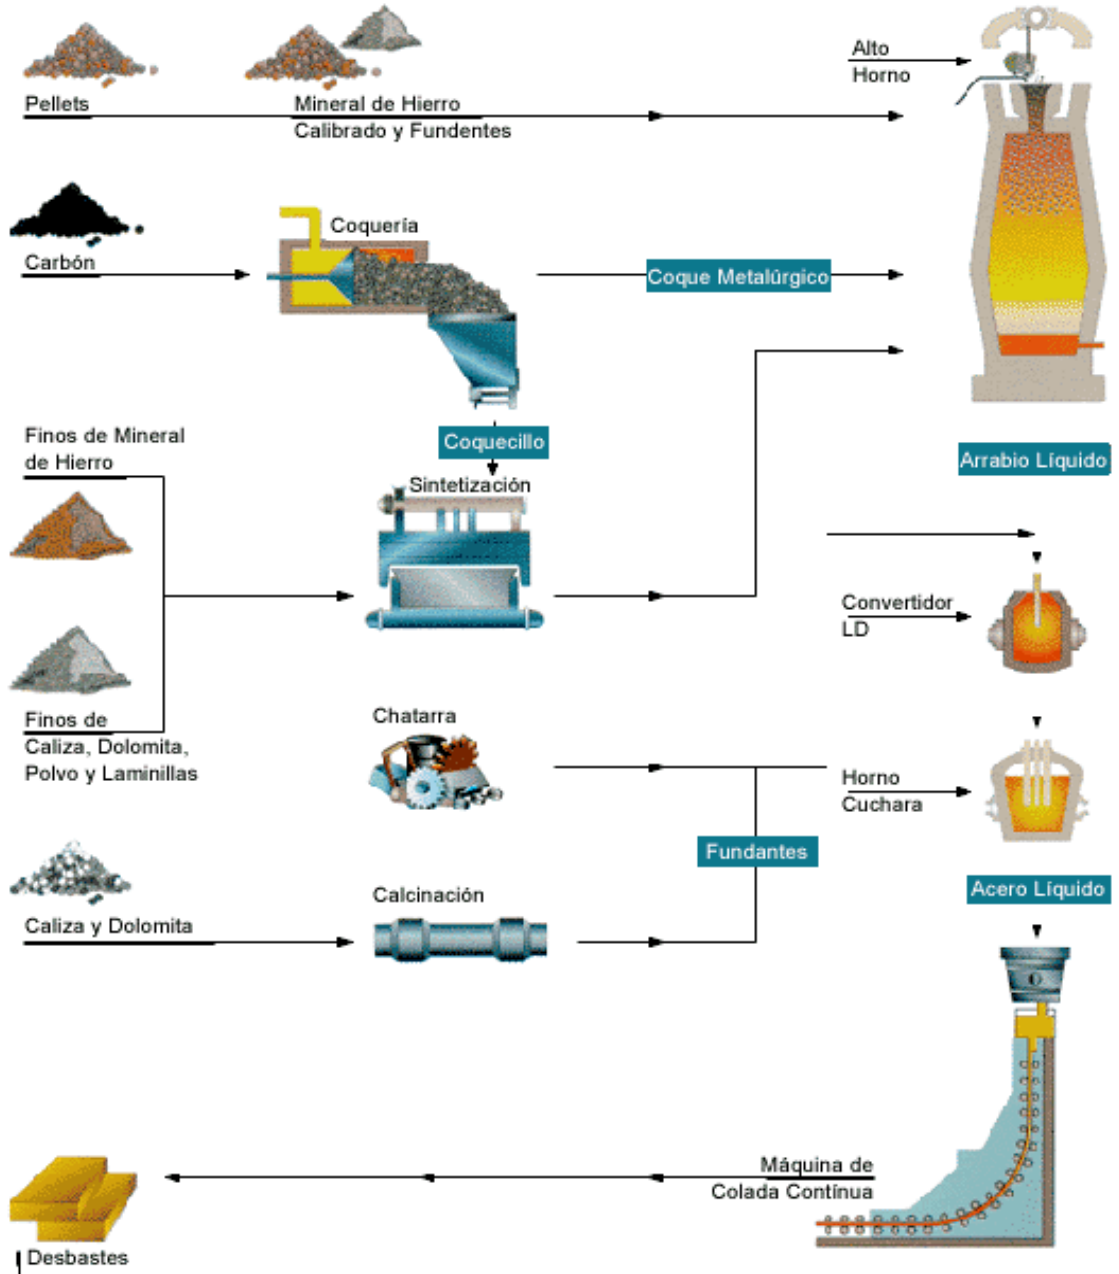 Pellets
Mineral de Hierro
Calibrado y Fundentes
Alto
Horno
Carbón
Coquería
Coque Metalúrgico
Coquecillo
Finos de Mineral
de Hierro
Sintetización
Arrabio Líquido
Convertidor
LD
Finos de
Caliza, Dolomita,
Polvo y Laminillas
Chatarra
Horno
Cuchara
Fundantes
Acero Líquido
Calcinación
Caliza y Dolomita
Máquina de
Colada Contínua
Desbastes